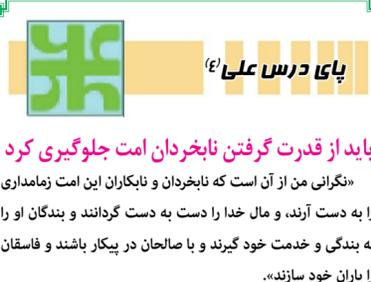 پای درس علی(٤)
باید از قدرت گرفتن نابخردان امت جلوگیری کرد
«نگرانی من از آن است که نابخردان و نابکاران این امت زمامداری
را به دست آرند، و مال خدا را دست به دست گردانند و بندگان او را
به بندگی و خدمت خود گیرند و با صالحان در پیکار باشند و فاسقان
را یاران خود سازند».